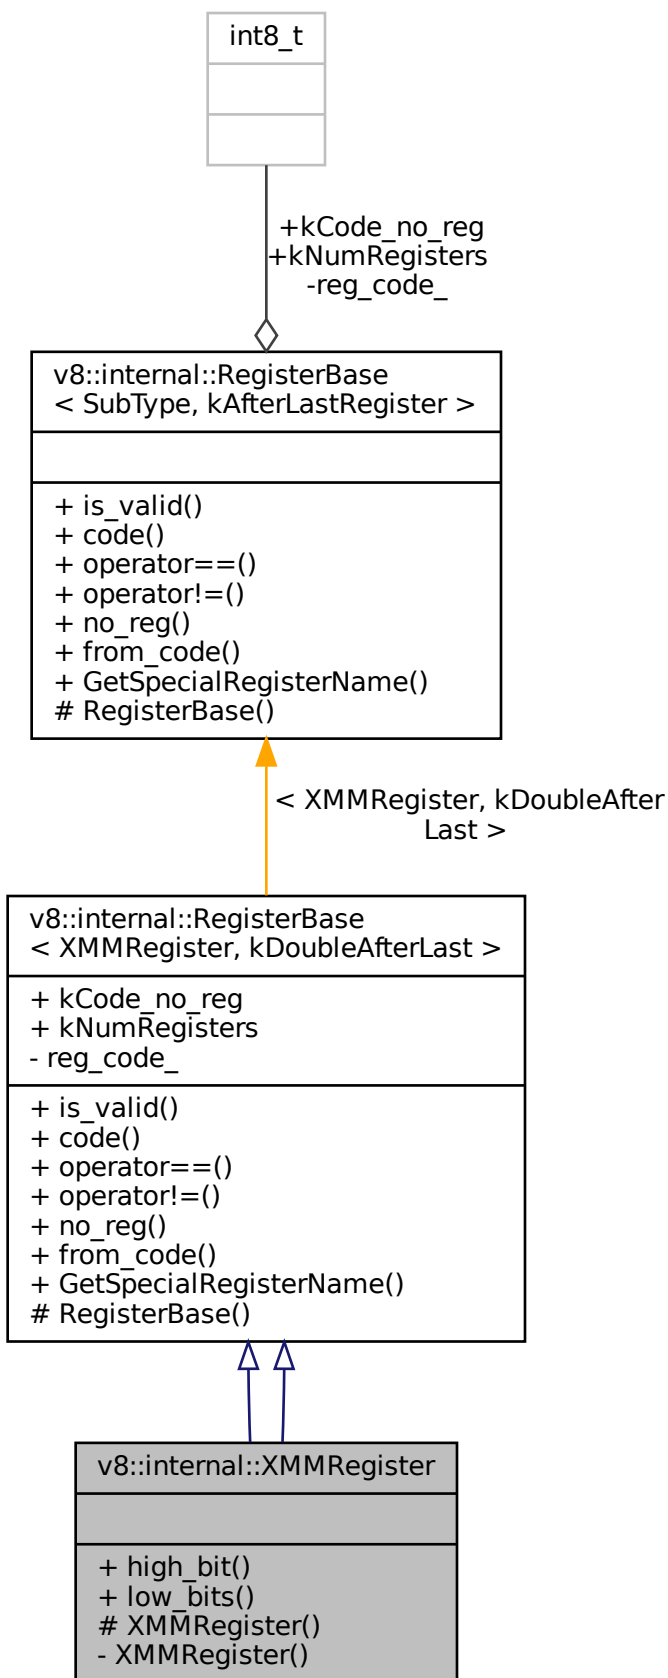 int8_t
+kCode_no_reg
+kNumRegisters
-reg_code_
v8::internal::RegisterBase
< SubType, kAfterLastRegister >
+ is_valid()
+ code()
+ operator==()
+ operator!=()
+ no_reg()
+ from_code()
+ GetSpecialRegisterName()
# RegisterBase()
< XMMRegister, kDoubleAfter
Last >
v8::internal::RegisterBase
< XMMRegister, kDoubleAfterLast >
+ kCode_no_reg
+ kNumRegisters
- reg_code_
+ is_valid()
+ code()
+ operator==()
+ operator!=()
+ no_reg()
+ from_code()
+ GetSpecialRegisterName()
# RegisterBase()
v8::internal::XMMRegister
+ high_bit()
+ low_bits()
# XMMRegister()
- XMMRegister()